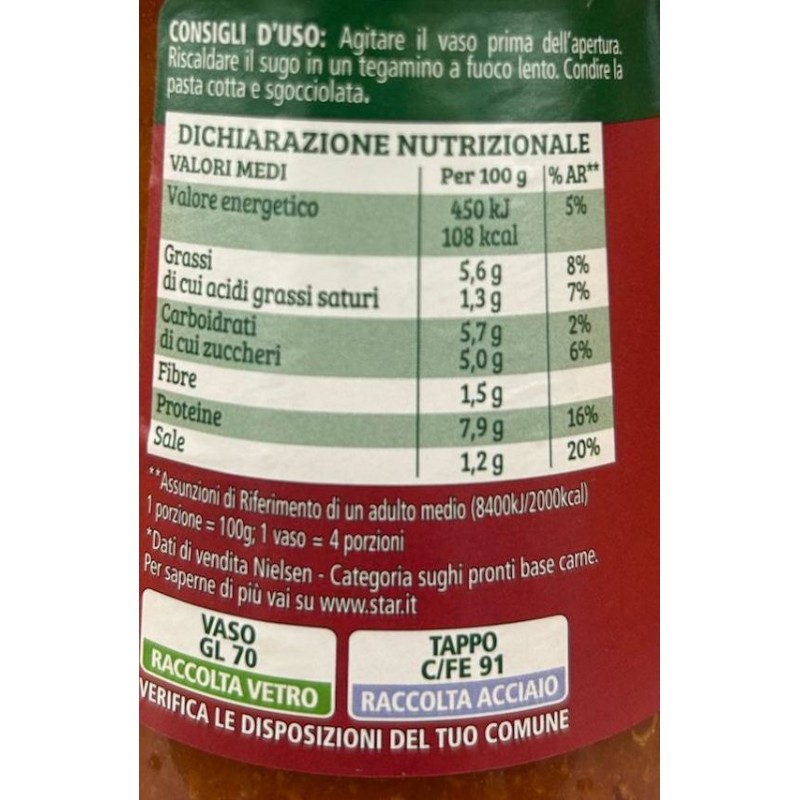 CONSIGLI D'USO: Agitare il vaso prima dell'apertura.
Riscaldare il sugo in un tegamino a fuoco lento. Condire la
pasta cotta e sgocciolata.
DICHIARAZIONE NUTRIZIONALE
VALORI MEDI Per 100 g % AR**
Valore energetico 450 kJ 5%
108 kcal
Grassi 5,6 g 8%
di cui acidi grassi saturi 1,3 g 7%
Carboidrati 5,7 g 2%
di cui zuccheri 5,0 g 6%
Fibre 1,5 g
Proteine 7,9 g 16%
Sale 1,2 g 20%
**Assunzioni di Riferimento di un adulto medio (8400kJ/2000kcal)
1 porzione = 100g; 1 vaso = 4 porzioni
*Dati di vendita Nielsen - Categoria sughi pronti base carne.
Per saperne di più vai su www.star.it
VASO
GL 70
RACCOLTA VETRO
TAPPO
C/FE 91
RACCOLTA ACCIAIO
VERIFICA LE DISPOSIZIONI DEL TUO COMUNE